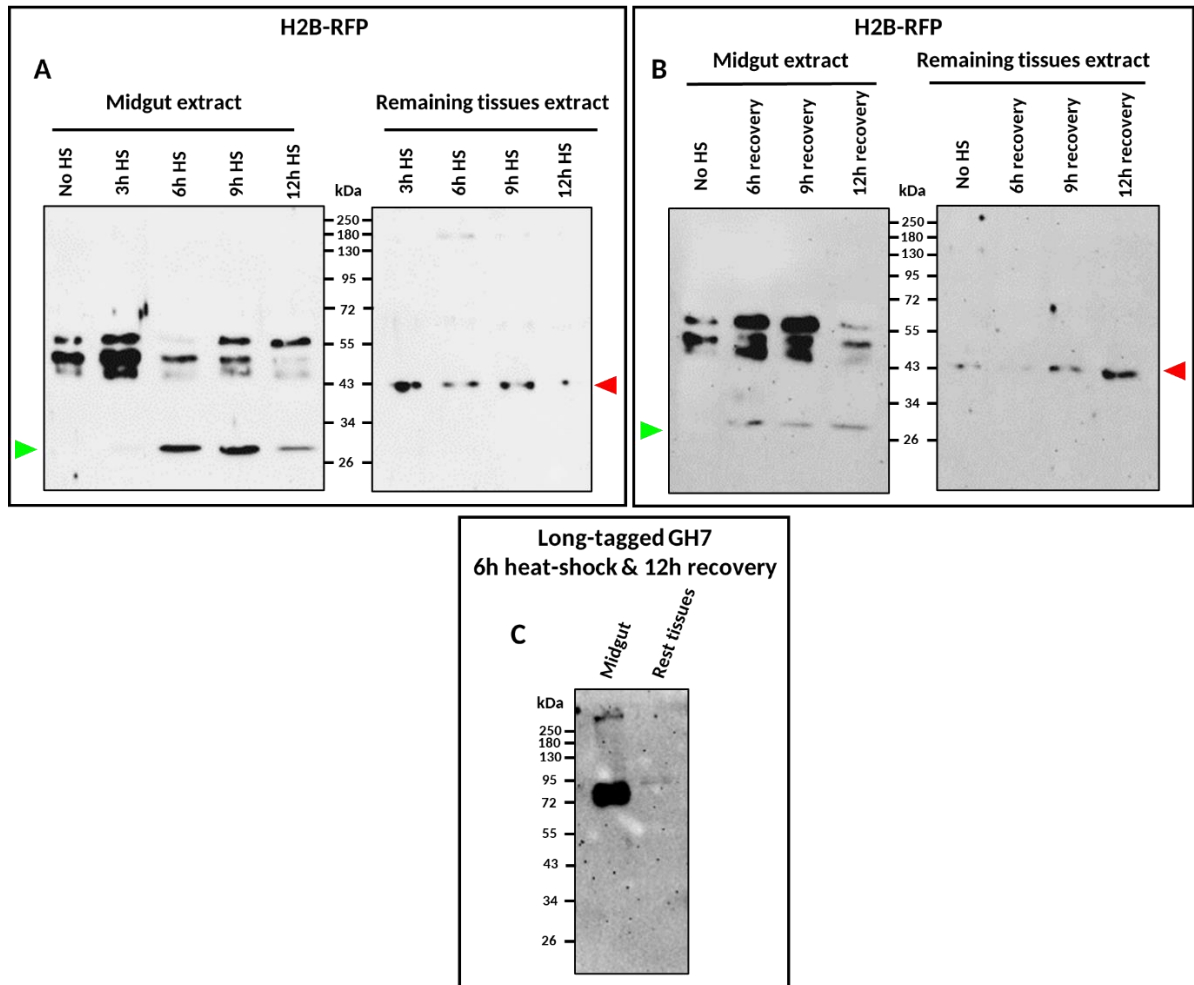 H2B-RFP
A
Midgut extract
Remaining tissues extract
No HS
3h HS
6h HS
9h HS
12h HS
kDa
3h HS
6h HS
9h HS
12h HS
250
180
130
95
72
55
43
34
26
H2B-RFP
B
Midgut extract
Remaining tissues extract
No HS
6h recovery
9h recovery
12h recovery
kDa
No HS
6h recovery
9h recovery
12h recovery
250
180
130
95
72
55
43
34
26
Long-tagged GH7
6h heat-shock & 12h recovery
C
Midgut
Rest tissues
kDa
250
180
130
95
72
55
43
34
26